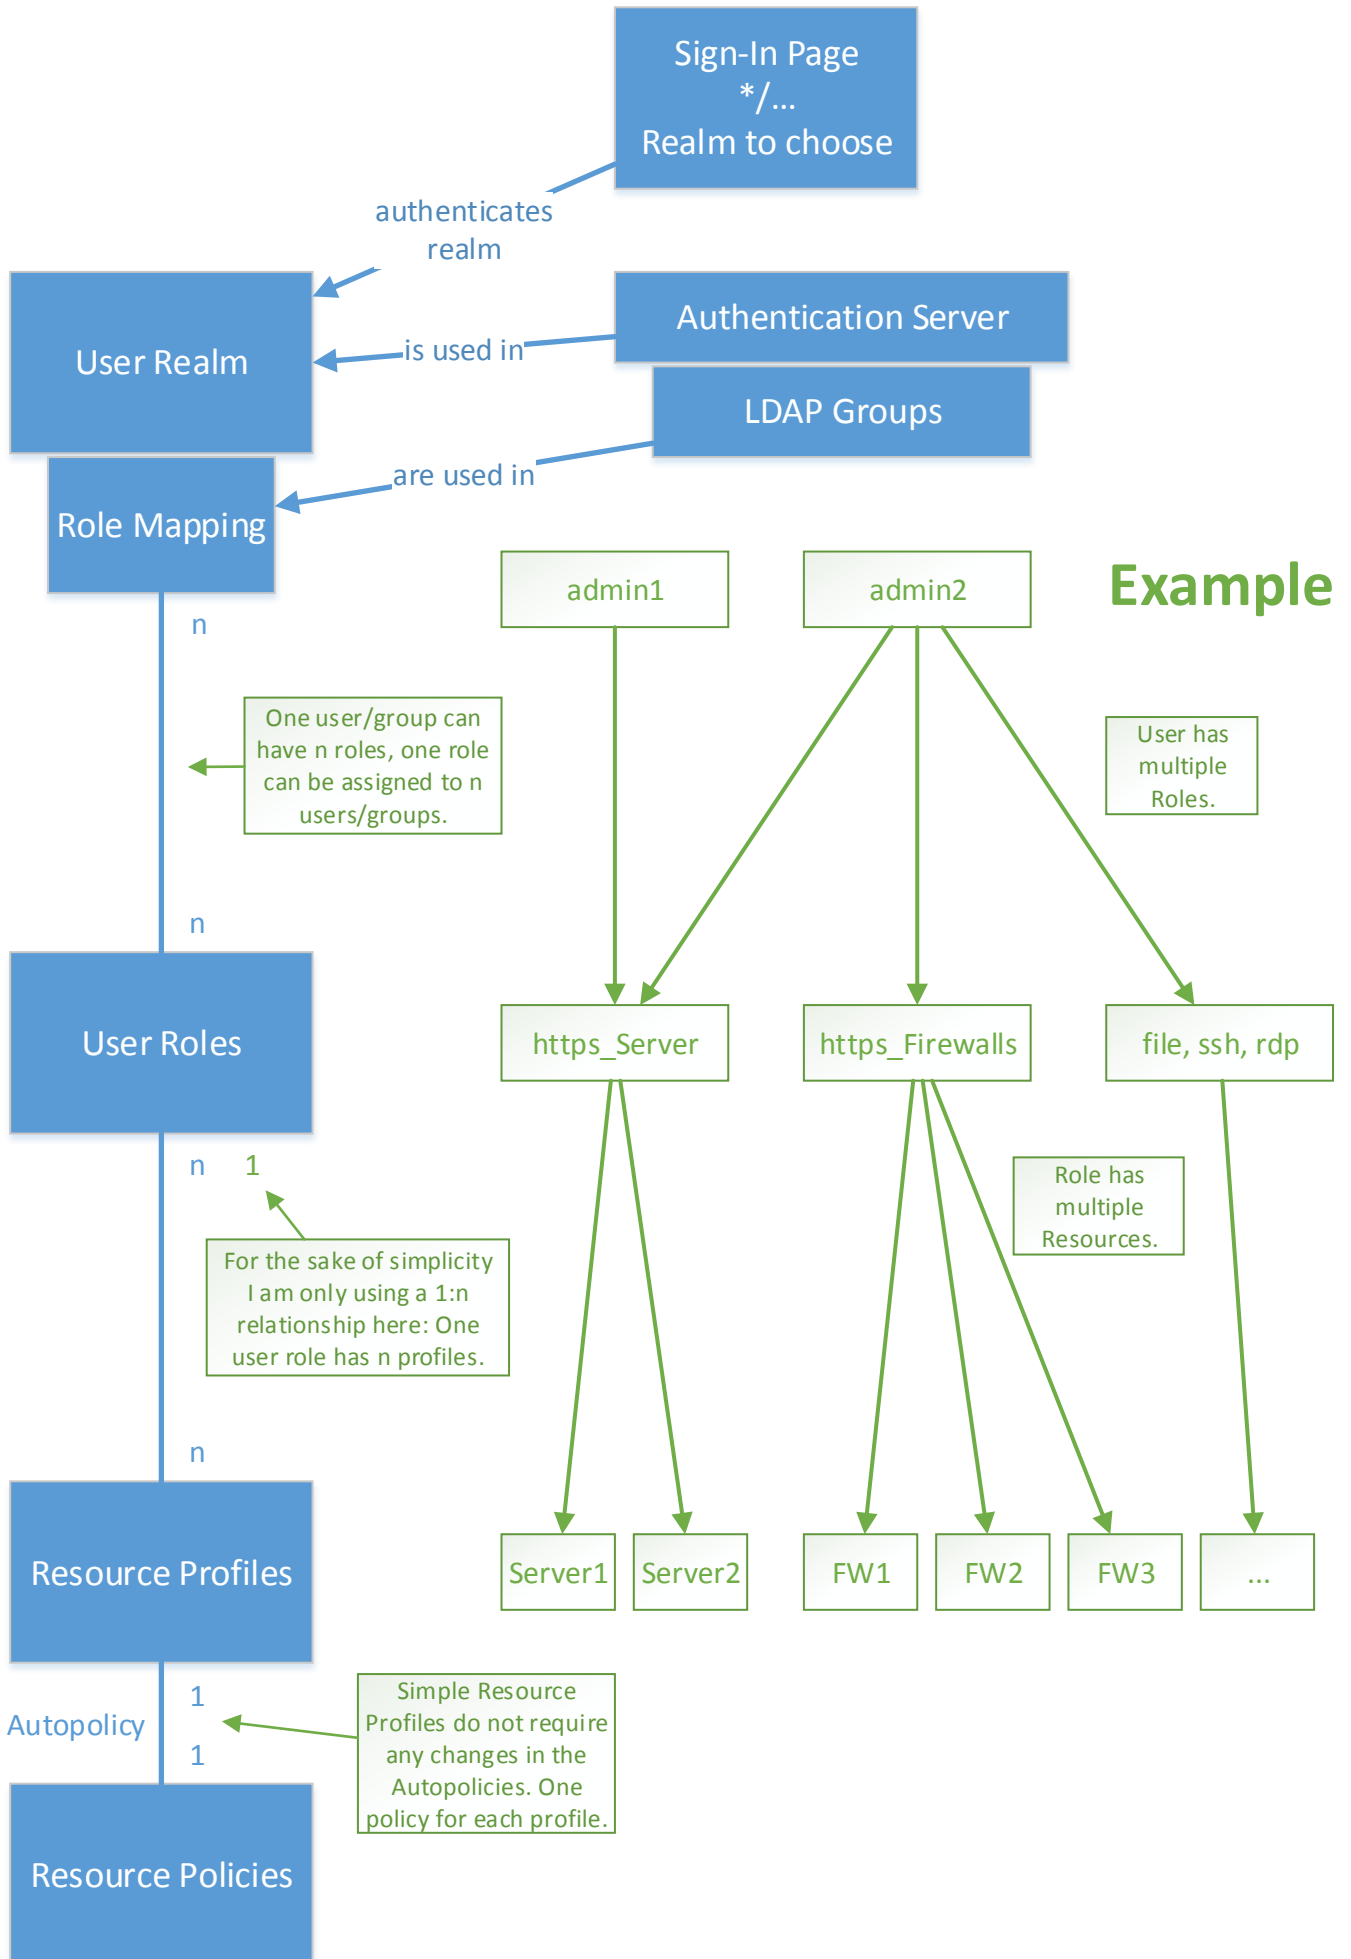 Sign-In Page
*/...
Realm to choose
authenticates
realm
Authentication Server
User Realm
is used in
LDAP Groups
are used in
Role Mapping
admin1
admin2
Example
n
One user/group can
have n roles, one role
can be assigned to n
users/groups.
User has
multiple
Roles.
n
User Roles
https_Server
https_Firewalls
file, ssh, rdp
n
1
Role has
multiple
Resources.
For the sake of simplicity
I am only using a 1:n
relationship here: One
user role has n profiles.
n
Resource Profiles
Server1
Server2
FW1
FW2
FW3
...
Autopolicy
1
1
Simple Resource
Profiles do not require
any changes in the
Autopolicies. One
policy for each profile.
Resource Policies